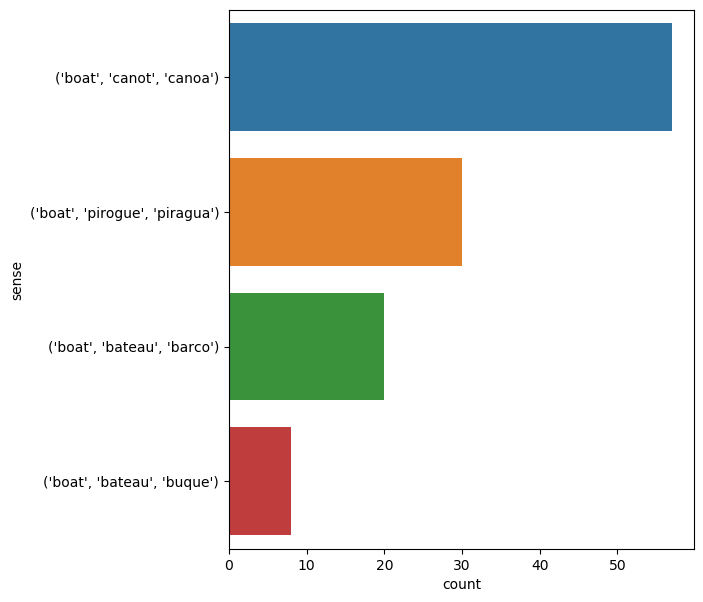 ('boat', 'canot', 'canoa')
('boat', 'pirogue', 'piragua')
sense
('boat', 'bateau', 'barco')
('boat', 'bateau', 'buque')
0 10 20 30 40 50
count